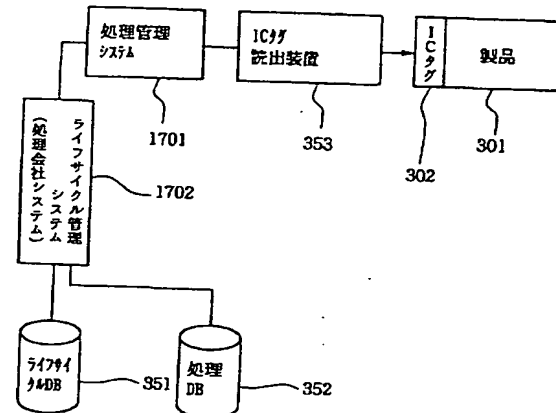 処理管理
システム
ICタグ
読出装置
ICタグ
製品
1701
353
302
301
ライフサイクル管理
システム
(処理会社システム)
1702
ライフサイ
クルDB
351
処理
DB
352